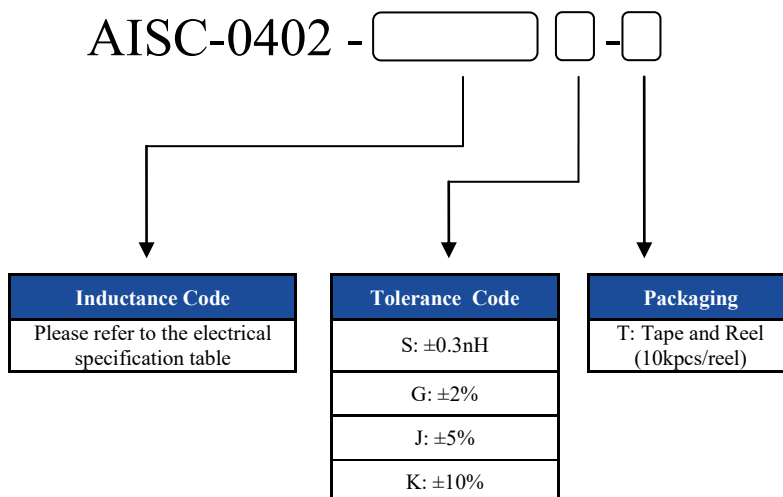 AISC-0402 - -
Inductance Code
Please refer to the electrical
specification table
Tolerance Code
S: ±0.3nH
G: ±2%
J: ±5%
K: ±10%
Packaging
T: Tape and Reel
(10kpcs/reel)